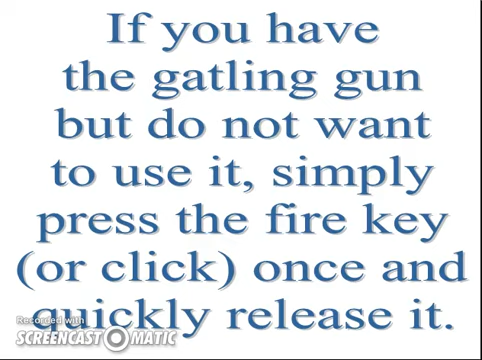 If you have
the gatling gun
but do not want
to use it, simply
press the fire key
(or click) once and
quickly release it.
Recorded with
SCREENCAST MATIC